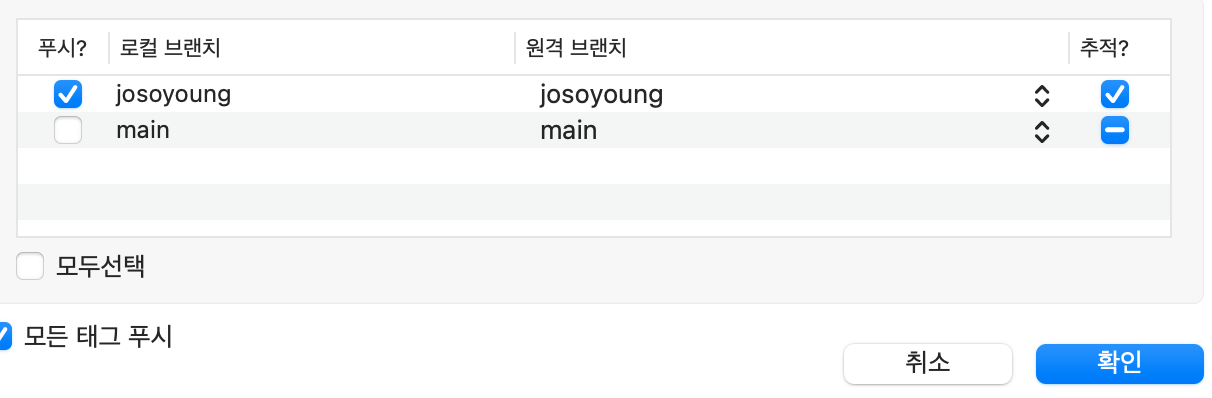 푸시? 로컬 브랜치 원격 브랜치 추적?
josoyoung josoyoung
main main
모두선택
모든 태그 푸시
취소 확인